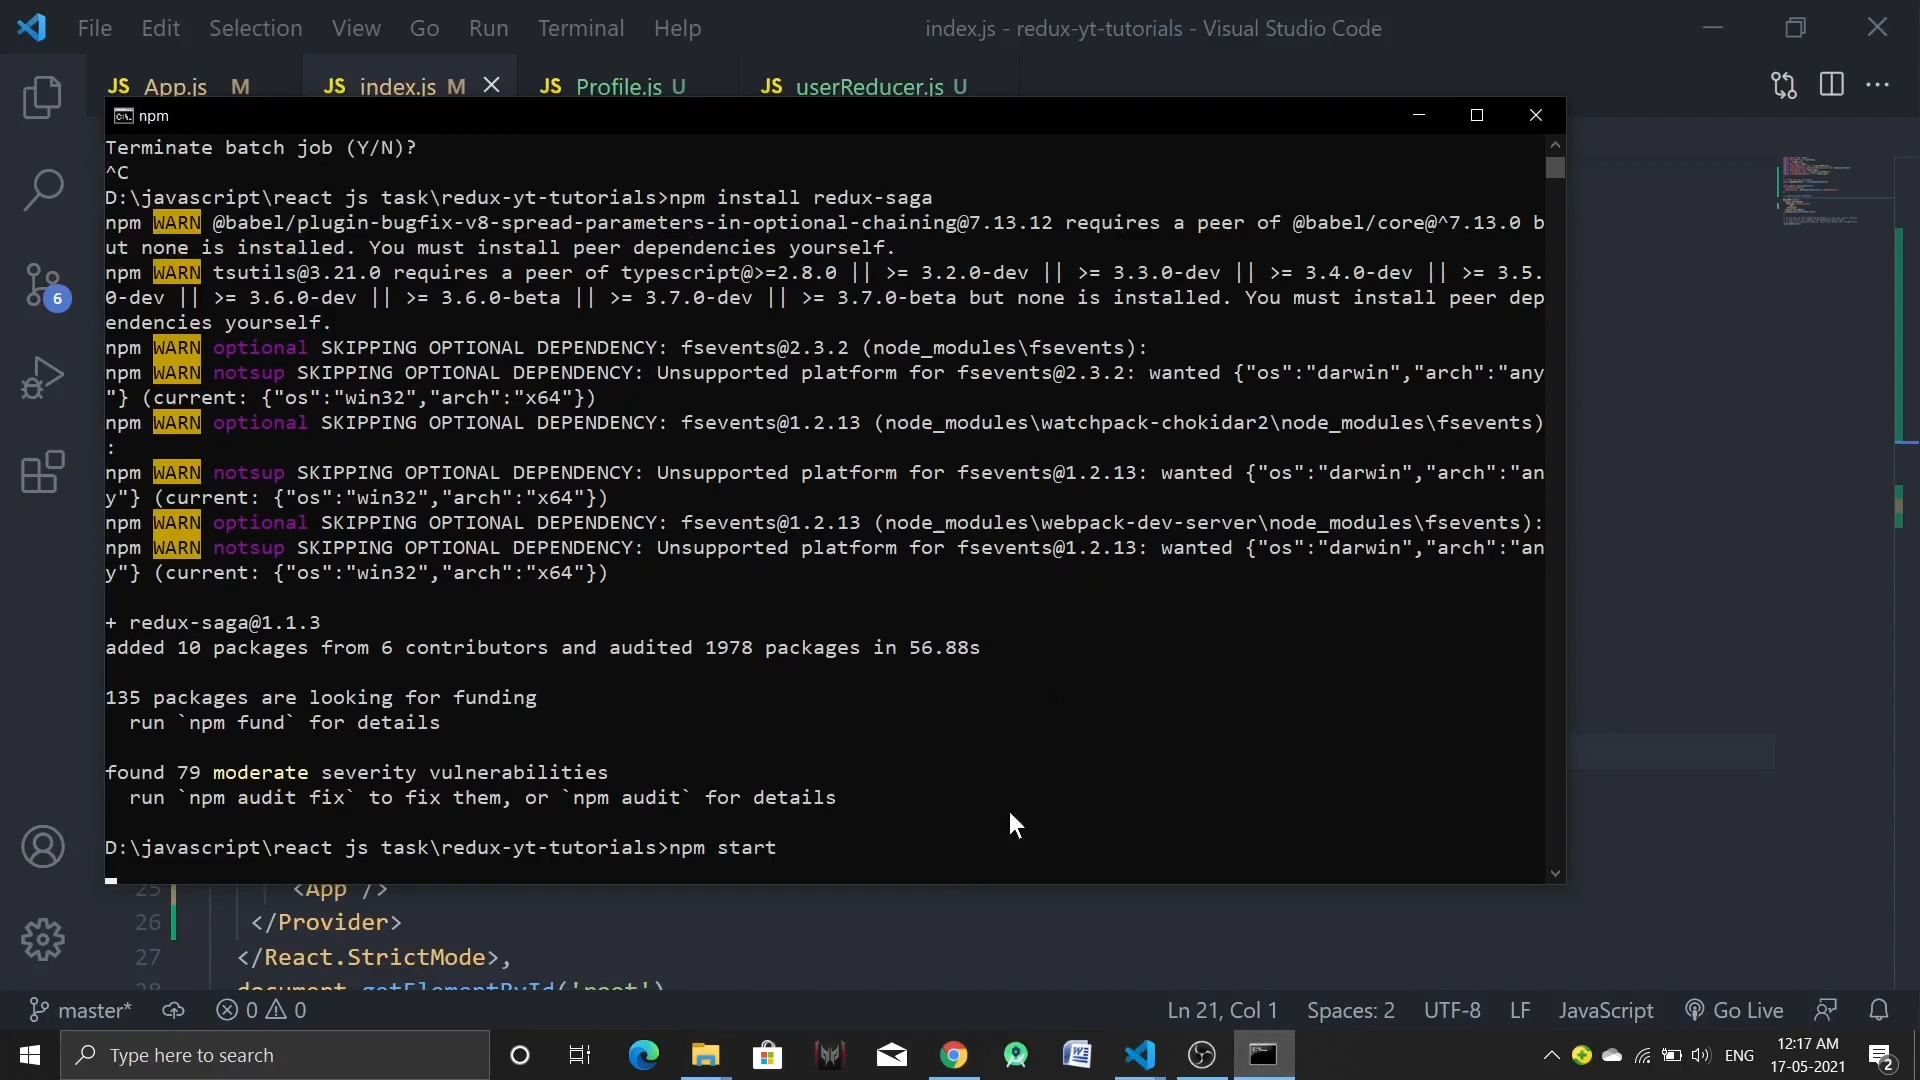 File Edit Selection View Go Run Terminal Help index.js - redux-yt-tutorials - Visual Studio Code
JS App.js M JS index.js M JS Profile.js U JS userReducer.js U
npm
Terminate batch job (Y/N)?
^C
D:\javascript\react js task\redux-yt-tutorials>npm install redux-saga
npm WARN @babel/plugin-bugfix-v8-spread-parameters-in-optional-chaining@7.13.12 requires a peer of @babel/core@^7.13.0 b
ut none is installed. You must install peer dependencies yourself.
npm WARN tsutils@3.21.0 requires a peer of typescript@>=2.8.0 || >= 3.2.0-dev || >= 3.3.0-dev || >= 3.4.0-dev || >= 3.5.
0-dev || >= 3.6.0-dev || >= 3.6.0-beta || >= 3.7.0-dev || >= 3.7.0-beta but none is installed. You must install peer dep
endencies yourself.
npm WARN optional SKIPPING OPTIONAL DEPENDENCY: fsevents@2.3.2 (node_modules\fsevents):
npm WARN notsup SKIPPING OPTIONAL DEPENDENCY: Unsupported platform for fsevents@2.3.2: wanted {"os":"darwin","arch":"any
"} (current: {"os":"win32","arch":"x64"})
npm WARN optional SKIPPING OPTIONAL DEPENDENCY: fsevents@1.2.13 (node_modules\watchpack-chokidar2\node_modules\fsevents)
:
npm WARN notsup SKIPPING OPTIONAL DEPENDENCY: Unsupported platform for fsevents@1.2.13: wanted {"os":"darwin","arch":"an
y"} (current: {"os":"win32","arch":"x64"})
npm WARN optional SKIPPING OPTIONAL DEPENDENCY: fsevents@1.2.13 (node_modules\webpack-dev-server\node_modules\fsevents):
npm WARN notsup SKIPPING OPTIONAL DEPENDENCY: Unsupported platform for fsevents@1.2.13: wanted {"os":"darwin","arch":"an
y"} (current: {"os":"win32","arch":"x64"})
+ redux-saga@1.1.3
added 10 packages from 6 contributors and audited 1978 packages in 56.88s
135 packages are looking for funding
run `npm fund` for details
found 79 moderate severity vulnerabilities
run `npm audit fix` to fix them, or `npm audit` for details
D:\javascript\react js task\redux-yt-tutorials>npm start
6
25 <App />
26 </Provider>
27 </React.StrictMode>,
28 document.getElementById('root')
master* 0 0 Ln 21, Col 1 Spaces: 2 UTF-8 LF JavaScript Go Live
Type here to search ENG 12:17 AM
17-05-2021 2